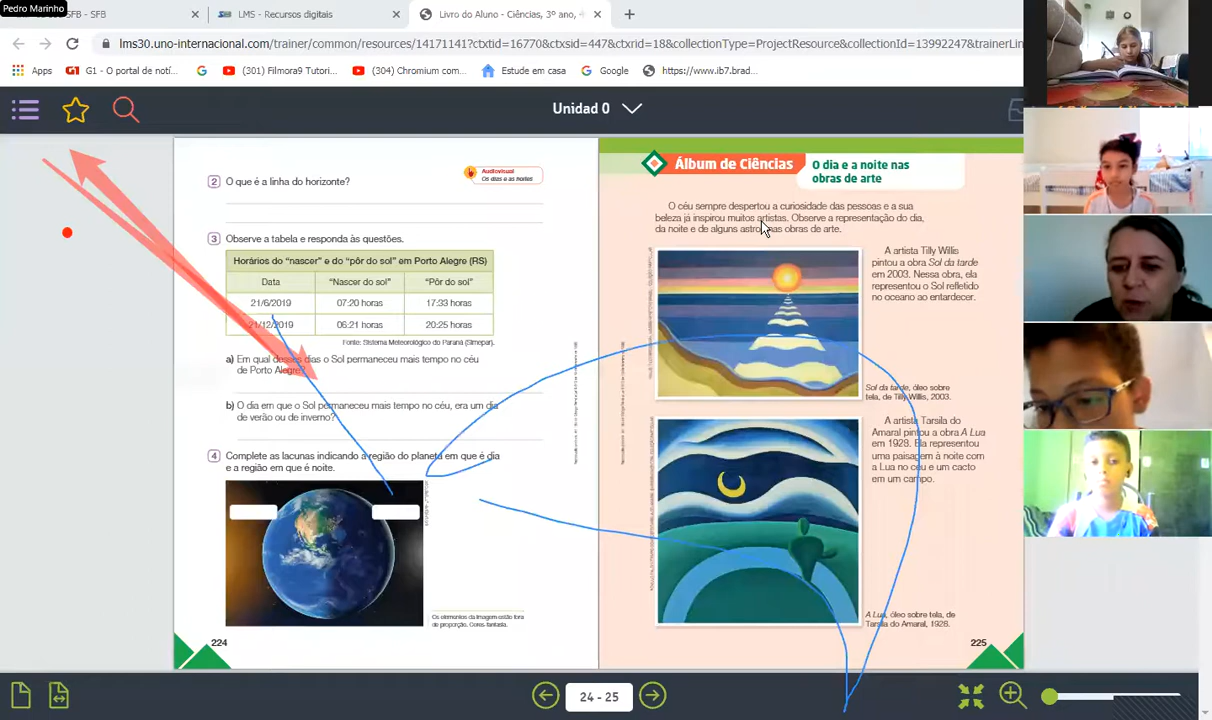 Pedro Marinho
SFB
LMS - Recursos digitais
Livro do Aluno - Ciências, 3º ano, 4
lms30.uno-internacional.com/trainer/common/resources/14171141?ctxtid=16770&ctxsid=447&ctxrid=18&collectionType=ProjectResource&collectionId=13992247&trainerLin
Apps
G1 - O portal de notí...
(301) Filmora9 Tutori...
(304) Chromium com...
Estude em casa
Google
https://www.ib7.brad...
Unidad 0
Audiovisual
Os dias e as noites
2 O que é a linha do horizonte?
3 Observe a tabela e responda às questões.
Horários do “nascer” e do “pôr do sol” em Porto Alegre (RS)
Data “Nascer do sol” “Pôr do sol”
21/6/2019 07:20 horas 17:33 horas
21/12/2019 06:21 horas 20:25 horas
Fonte: Sistema Meteorológico do Paraná (Simepar).
a) Em qual desses dias o Sol permaneceu mais tempo no céu
de Porto Alegre?
b) O dia em que o Sol permaneceu mais tempo no céu, era um dia
de verão ou de inverno?
4 Complete as lacunas indicando a região do planeta em que é dia
e a região em que é noite.
Os elementos da imagem estão fora
de proporção. Cores-fantasia.
224
Álbum de Ciências
O dia e a noite nas
obras de arte
O céu sempre despertou a curiosidade das pessoas e a sua
beleza já inspirou muitos artistas. Observe a representação do dia,
da noite e de alguns astros nas obras de arte.
A artista Tilly Willis
pintou a obra Sol da tarde
em 2003. Nessa obra, ela
representou o Sol refletido
no oceano ao entardecer.
Sol da tarde, óleo sobre
tela, de Tilly Willis, 2003.
A artista Tarsila do
Amaral pintou a obra A Lua
em 1928. Ela representou
uma paisagem à noite com
a Lua no céu e um cacto
em um campo.
A Lua, óleo sobre tela, de
Tarsila do Amaral, 1928.
225
24 - 25